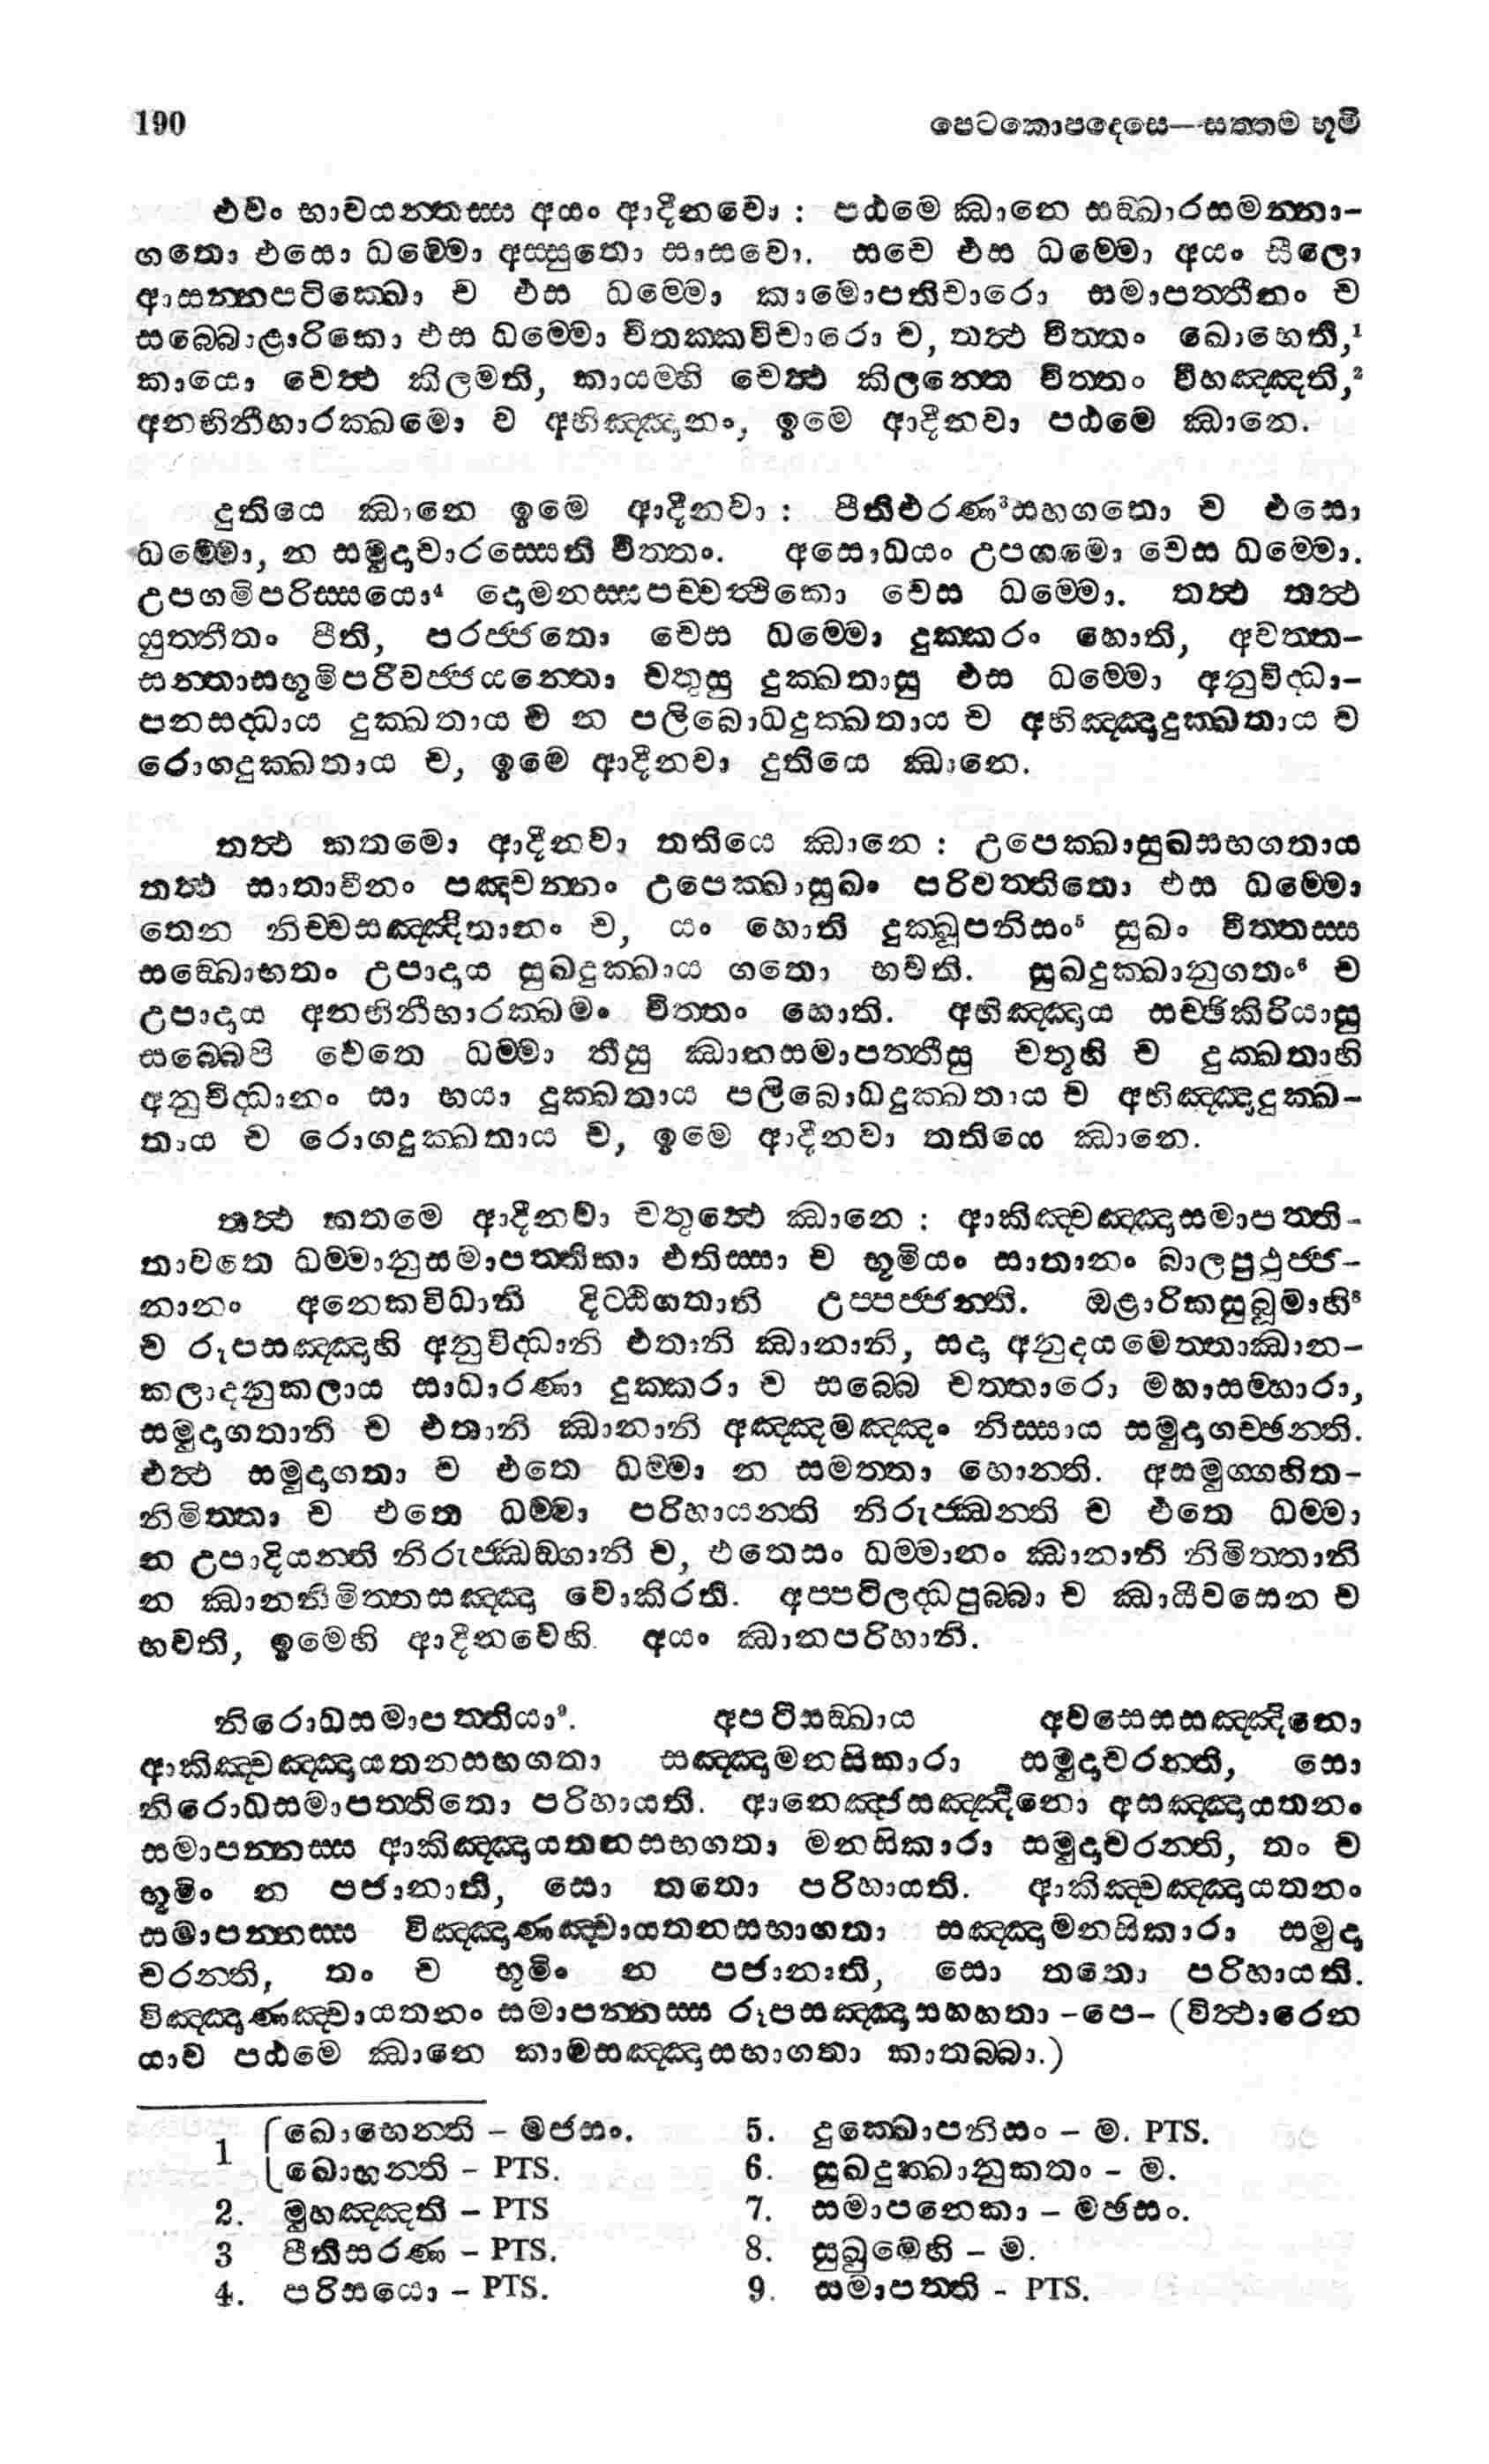 190 පෙටකොපදෙසෙ—සත්තම භූමි
එවං භාවයන්තස්ස අයං ආදීනවො : පඨමෙ ඣානෙ සඞ්ඛාරසමන්නා-
ගතො එසො ධම්මො අස්සුතො සාසවො. සචෙ එස ධම්මො අයං සීලො
ආසන්නපටික්ඛො ච එස ධම්මො කාමොපතිචාරො සමාපත්තීනං ච
සබ්බොළාරිකො එස ධම්මො විතක්කවිචාරො ච, තත්ථ චිත්තං ඛොභෙති,¹
කායො චෙත්ථ කිලමති, කායම්හි චෙත්ථ කිලන්තෙ චිත්තං විහඤ්ඤති,²
අනභිනීහාරක්ඛමො ව අභිඤ්ඤානං, ඉමෙ ආදීනවා පඨමෙ ඣානෙ.
දුතියෙ ඣානෙ ඉමෙ ආදීනවා : පීතිඵරණ³සහගතො ච එසො
ධම්මො, න සමුදාචාරස්සෙති චිත්තං. අසොධයං උපගමො චෙස ධම්මො.
උපගමිපරිස්සයො⁴ දොමනස්සපච්චත්ථිකො චෙස ධම්මො. තත්ථ තත්ථ
යුත්තීනං පීති, පරජ්ජතො චෙස ධම්මො දුක්කරං හොති, අවත්ත-
සන්තාසභූමිපරිවජ්ජයන්තො චතුසු දුක්ඛතාසු එස ධම්මො අනුවිද්ධා-
පනසද්ධාය දුක්ඛතාය ච න පලිබොධදුක්ඛතාය ච අභිඤ්ඤාදුක්ඛතාය ච
රොගදුක්ඛතාය ච, ඉමෙ ආදීනවා දුතියෙ ඣානෙ.
තත්ථ කතමො ආදීනවා තතියෙ ඣානෙ : උපෙක්ඛාසුඛසහගතාය
තත්ථ සාතාවීනං පඤ්චන්නං උපෙක්ඛාසුඛං පරිවත්තිතො එස ධම්මො
තෙන නිච්චසඤ්ඤිතානං ච, යං හොති දුක්ඛූපනිසං⁵ සුඛං චිත්තස්ස
සඞ්ඛොභතං උපාදාය සුඛදුක්ඛාය ගතො භවති. සුඛදුක්ඛානුගතං⁶ ච
උපාදාය අනභිනීහාරක්ඛමං චිත්තං හොති. අභිඤ්ඤාය සච්ඡිකිරියාසු
සබ්බෙපි චෙතෙ ධම්මා තීසු ඣානසමාපත්තීසු චතූහි ච දුක්ඛතාහි
අනුවිද්ධානං සා භයා දුක්ඛතාය පලිබොධදුක්ඛතාය ච අභිඤ්ඤාදුක්ඛ-
තාය ච රොගදුක්ඛතාය ච, ඉමෙ ආදීනවා තතියෙ ඣානෙ.
තත්ථ කතමෙ ආදීනවා චතුත්ථෙ ඣානෙ : ආකිඤ්චඤ්ඤාසමාපත්ති-
තාවතෙ ධම්මානුසමාපත්තිකා එතිස්සා ච භූමියං සාතානං බාලපුථුජ්ජ-
නානං අනෙකවිධානි දිට්ඨිගතානි උප්පජ්ජන්ති. ඔළාරිකසුඛූමාහි⁸
ච රූපසඤ්ඤාහි අනුවිද්ධානි එතානි ඣානානි, සදා අනුදයමෙත්තාඣාන-
කලාදනුකලාය සාධාරණා දුක්කරා ච සබ්බෙ චත්තාරො මහාසම්භාරා,
සමුදාගතානි ච එතානි ඣානානි අඤ්ඤමඤ්ඤං නිස්සාය සමුදාගච්ඡන්ති.
එත්ථ සමුදාගතා ච එතෙ ධම්මා න සමත්තා හොන්ති. අසමුග්ගහිත-
නිමිත්තා ච එතෙ ධම්මා පරිහායන්ති නිරුජ්ඣන්ති ච එතෙ ධම්මා
න උපාදියන්ති නිරුජ්ඣඞ්ගානි ච, එතෙසං ධම්මානං ඣානානි නිමිත්තානි
න ඣානනිමිත්තසඤ්ඤා වොකිරති. අප්පටිලද්ධපුබ්බා ච ඣායීවසෙන ච
භවති, ඉමෙහි ආදීනවෙහි. අයං ඣානපරිහානි.
නිරොධසමාපත්තියා⁹. අපටිසඞ්ඛාය අවසෙසසඤ්ඤිනො
ආකිඤ්චඤ්ඤායතනසහගතා සඤ්ඤාමනසිකාරා සමුදාචරන්ති, සො
නිරොධසමාපත්තිතො පරිහායති. ආනෙඤ්ජසඤ්ඤිනො අසඤ්ඤායතනං
සමාපන්නස්ස ආකිඤ්ඤායතනසහගතා මනසිකාරා සමුදාචරන්ති, තං ච
භූමිං න පජානාති, සො තතො පරිහායති. ආකිඤ්චඤ්ඤායතනං
සමාපන්නස්ස විඤ්ඤාණඤ්චායතනසභාගතා සඤ්ඤාමනසිකාරා සමුදා
චරන්ති, තං ච භූමිං න පජානාති, සො තතො පරිහායති.
විඤ්ඤාණඤ්චායතනං සමාපන්නස්ස රූපසඤ්ඤාසහගතා -පෙ- (විත්ථාරෙන
යාව පඨමෙ ඣානෙ කාමසඤ්ඤාසභාගතා කාතබ්බා.)
1 ඛොභෙන්ති - මජසං.
ඛොභන්ති - PTS.
2. මුහඤ්ඤති - PTS
3 පීතිසරණ - PTS.
4. පරිසයො - PTS.
5. දුක්ඛොපනිසං - ම. PTS.
6. සුඛදුක්ඛානුකතං - ම.
7. සමාපනෙකා - මඡසං.
8. සුඛුමෙහි - ම.
9. සමාපත්ති - PTS.